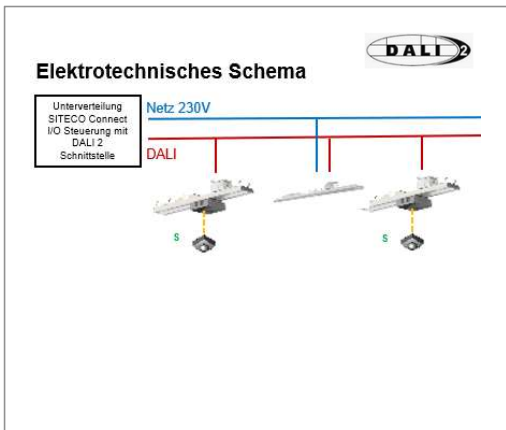 DALI 2
Elektrotechnisches Schema
Unterverteilung
SITECO Connect
I/O Steuerung mit
DALI 2
Schnittstelle
Netz 230V
DALI
S
S